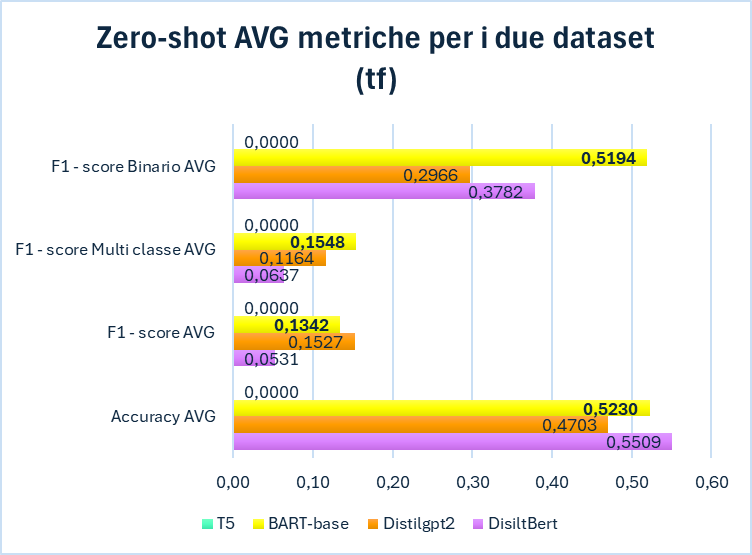 Zero-shot AVG metriche per i due dataset
(tf)
F1 - score Binario AVG
0,0000
0,5194
0,2966
0,3782
F1 - score Multi classe AVG
0,0000
0,1548
0,1164
0,0637
F1 - score AVG
0,0000
0,1342
0,1527
0,0531
Accuracy AVG
0,0000
0,5230
0,4703
0,5509
0,00 0,10 0,20 0,30 0,40 0,50 0,60
T5 BART-base Distilgpt2 DisiltBert